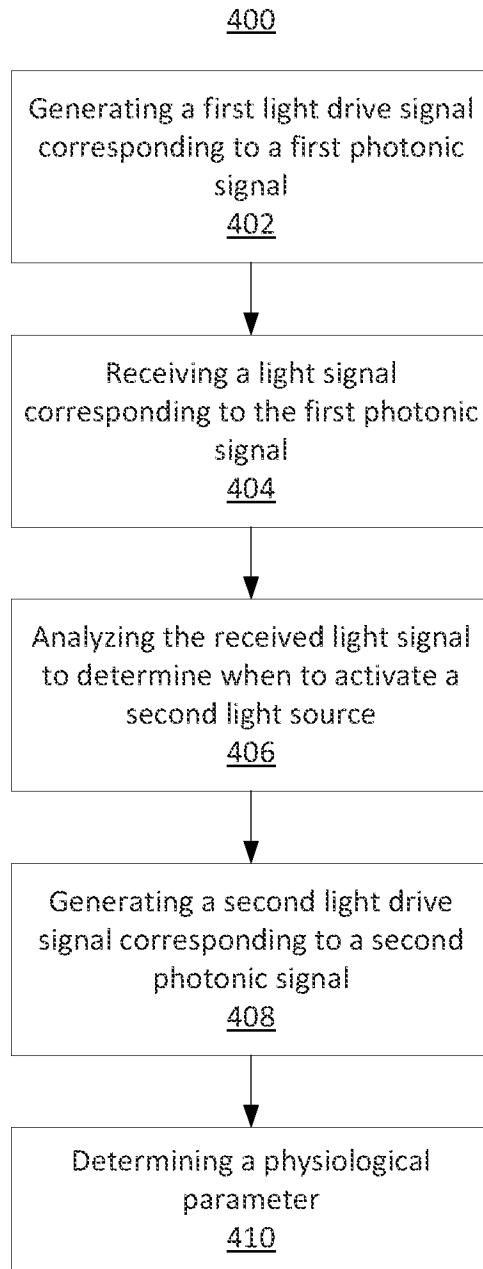 400
Generating a first light drive signal
corresponding to a first photonic
signal
402
Receiving a light signal
corresponding to the first photonic
signal
404
Analyzing the received light signal
to determine when to activate a
second light source
406
Generating a second light drive
signal corresponding to a second
photonic signal
408
Determining a physiological
parameter
410